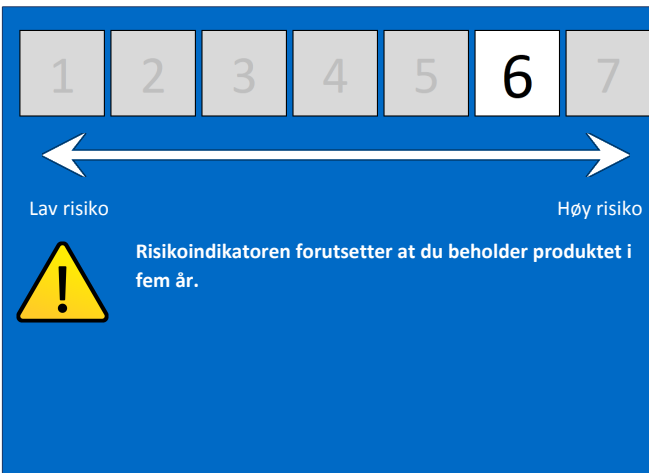 1 2 3 4 5 6 7
Lav risiko Høy risiko
!
Risikoindikatoren forutsetter at du beholder produktet i
fem år.